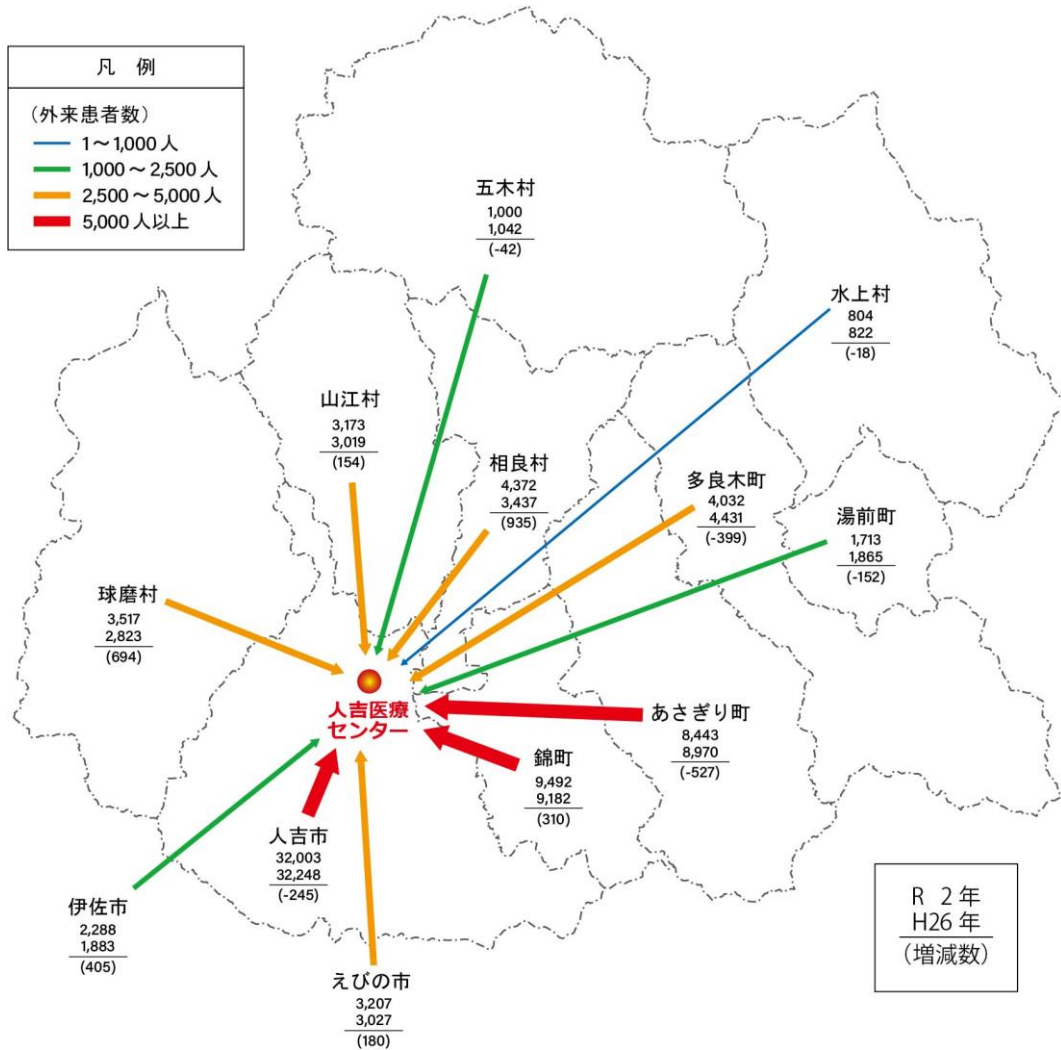 凡 例
(外来患者数)
1～1,000人
1,000～2,500人
2,500～5,000人
5,000人以上
五木村
1,000
1,042
(-42)
水上村
804
822
(-18)
山江村
3,173
3,019
(154)
相良村
4,372
3,437
(935)
多良木町
4,032
4,431
(-399)
湯前町
1,713
1,865
(-152)
球磨村
3,517
2,823
(694)
人吉医療
センター
あさぎり町
8,443
8,970
(-527)
錦町
9,492
9,182
(310)
人吉市
32,003
32,248
(-245)
伊佐市
2,288
1,883
(405)
えびの市
3,207
3,027
(180)
R 2年
H26年
(増減数)